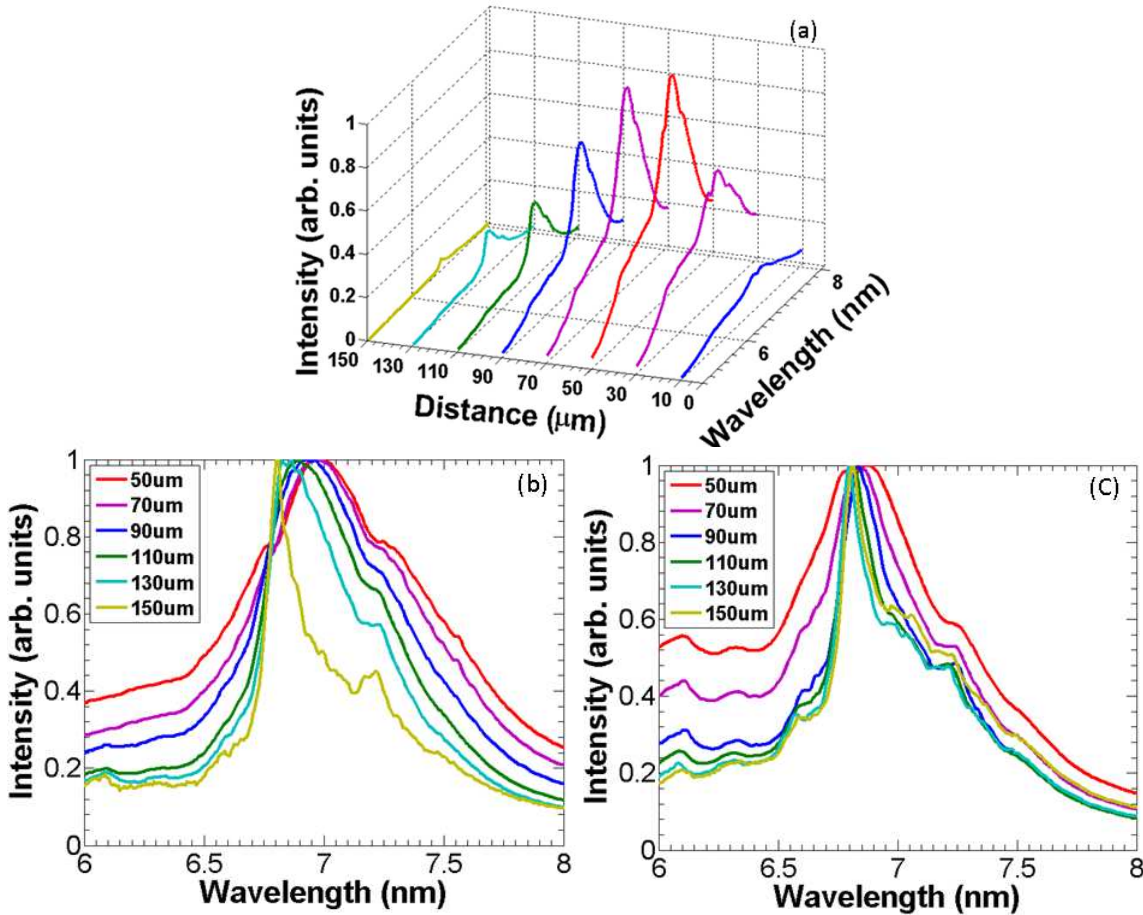 (a)
Intensity (arb. units)
1
0.8
0.6
0.4
0.2
0
150
130
110
90
70
50
30
10
0
Distance (μm)
6
8
Wavelength (nm)
(b)
50um
70um
90um
110um
130um
150um
Intensity (arb. units)
1
0.8
0.6
0.4
0.2
0
6
6.5
7
7.5
8
Wavelength (nm)
(C)
50um
70um
90um
110um
130um
150um
Intensity (arb. units)
1
0.8
0.6
0.4
0.2
0
6
6.5
7
7.5
8
Wavelength (nm)